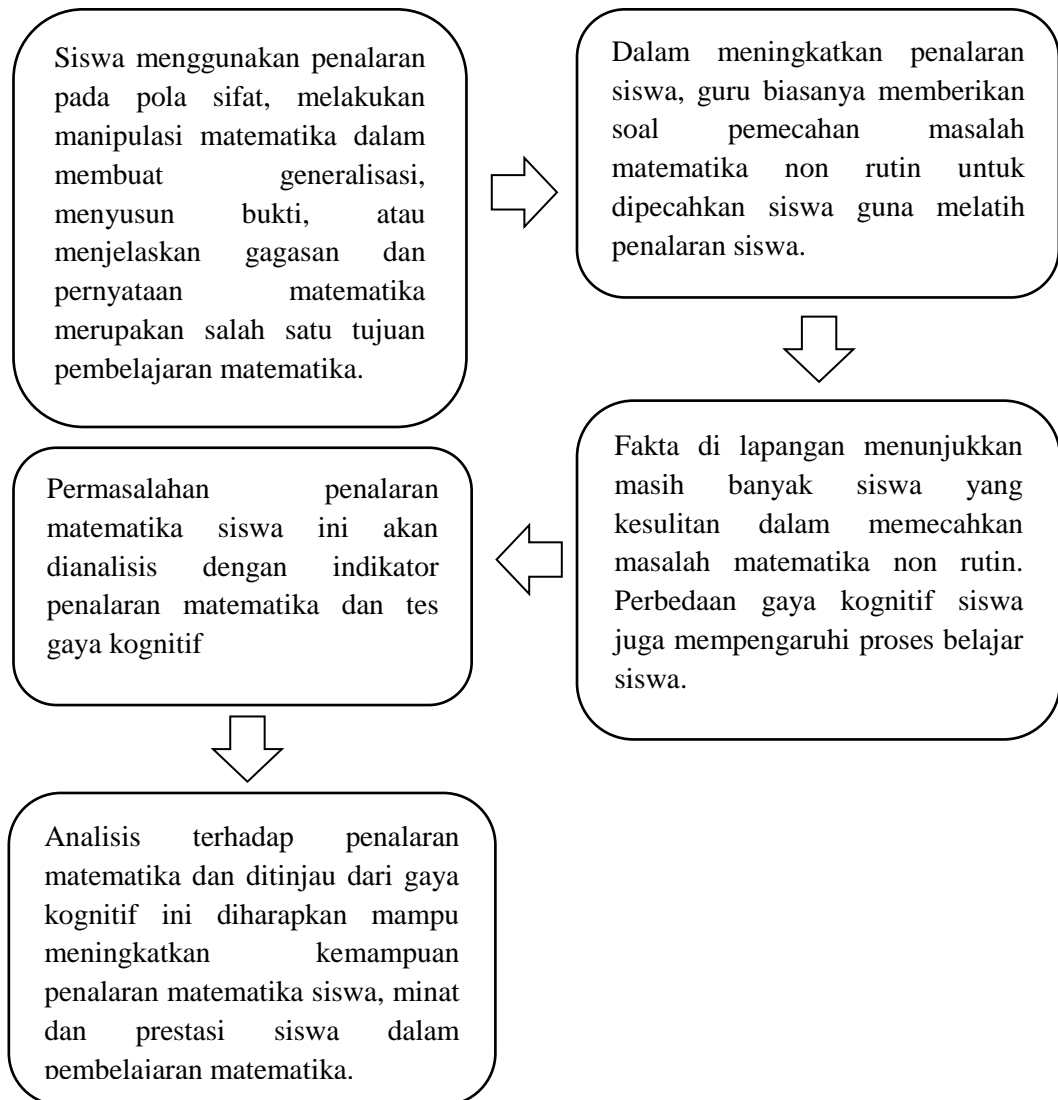 Siswa menggunakan penalaran
pada pola sifat, melakukan
manipulasi matematika dalam
membuat generalisasi,
menyusun bukti, atau
menjelaskan gagasan dan
pernyataan matematika
merupakan salah satu tujuan
pembelajaran matematika.
Dalam meningkatkan penalaran
siswa, guru biasanya memberikan
soal pemecahan masalah
matematika non rutin untuk
dipecahkan siswa guna melatih
penalaran siswa.
Fakta di lapangan menunjukkan
masih banyak siswa yang
kesulitan dalam memecahkan
masalah matematika non rutin.
Perbedaan gaya kognitif siswa
juga mempengaruhi proses belajar
siswa.
Permasalahan penalaran
matematika siswa ini akan
dianalisis dengan indikator
penalaran matematika dan tes
gaya kognitif
Analisis terhadap penalaran
matematika dan ditinjau dari gaya
kognitif ini diharapkan mampu
meningkatkan kemampuan
penalaran matematika siswa, minat
dan prestasi siswa dalam
pembelajaran matematika.